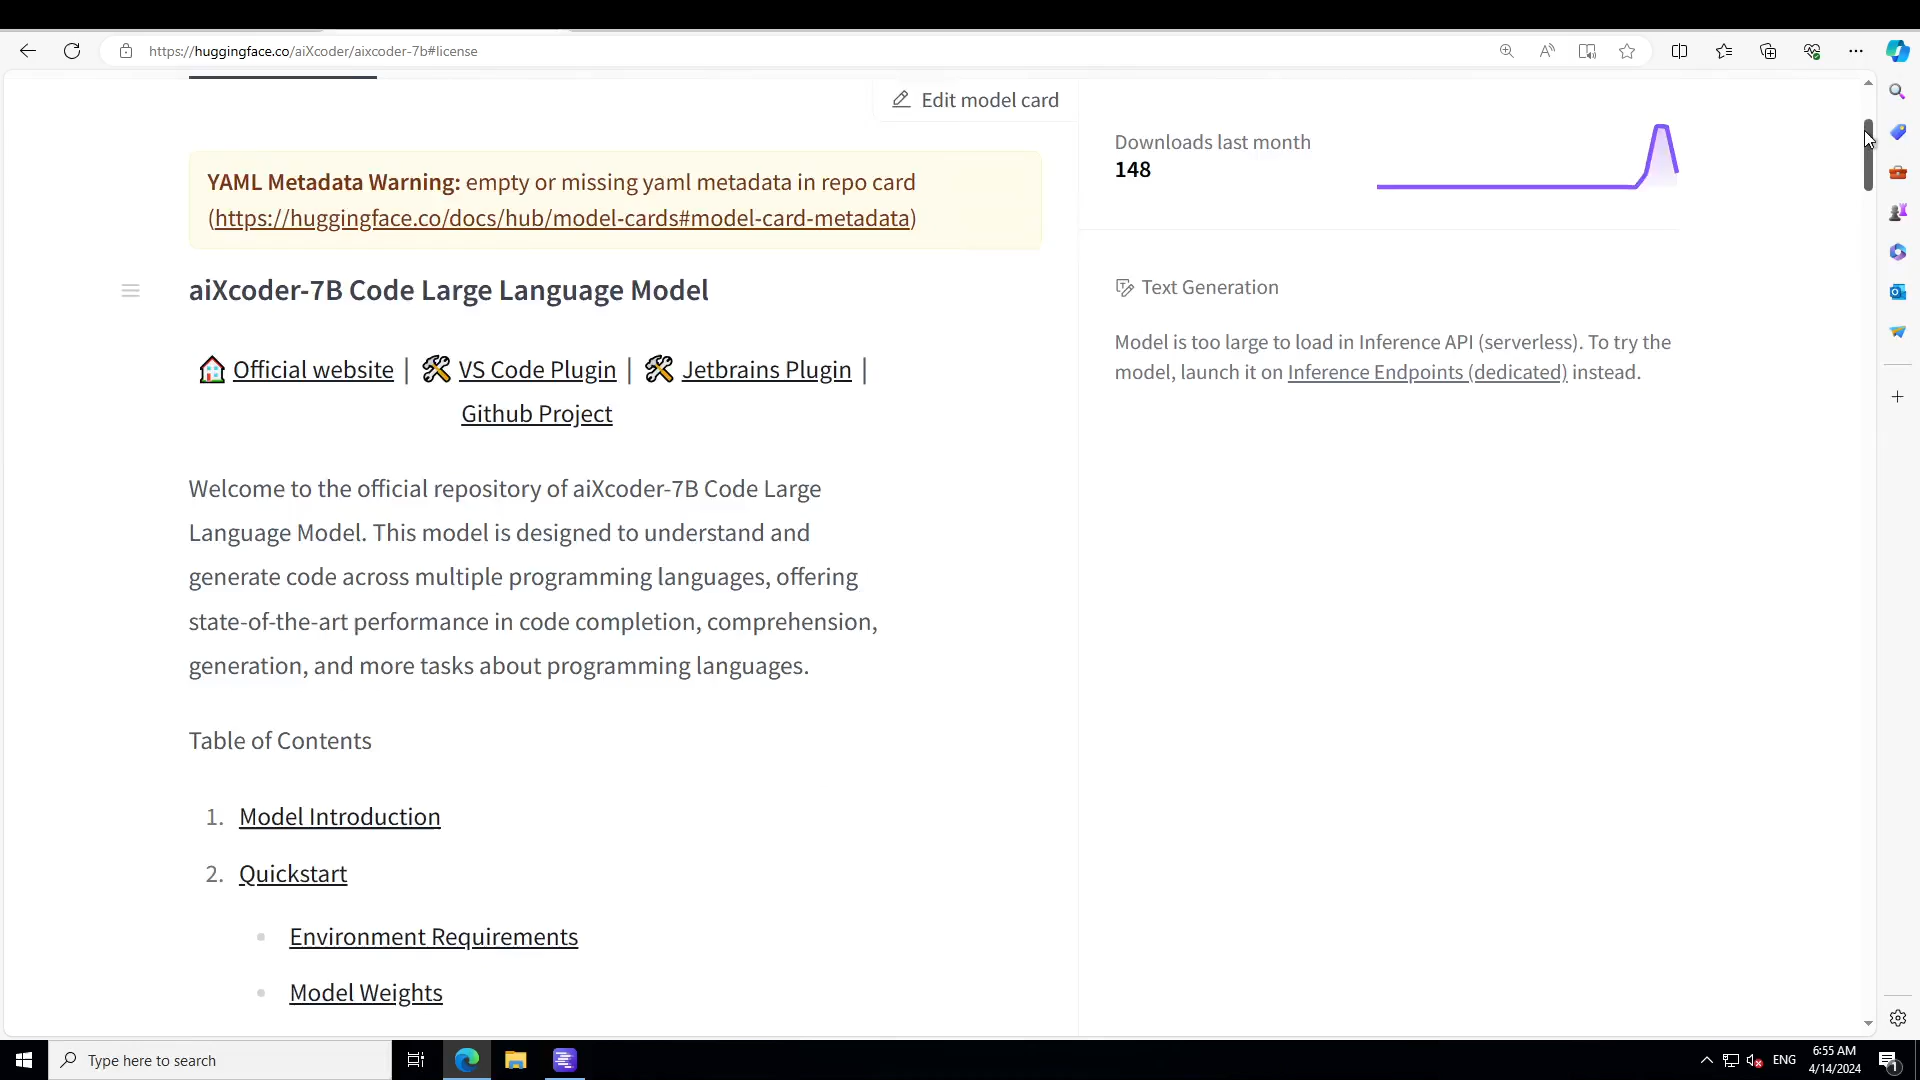 https://huggingface.co/aiXcoder/aixcoder-7b#license
Edit model card
YAML Metadata Warning: empty or missing yaml metadata in repo card
(https://huggingface.co/docs/hub/model-cards#model-card-metadata)
aiXcoder-7B Code Large Language Model
Official website | VS Code Plugin | Jetbrains Plugin |
Github Project
Welcome to the official repository of aiXcoder-7B Code Large
Language Model. This model is designed to understand and
generate code across multiple programming languages, offering
state-of-the-art performance in code completion, comprehension,
generation, and more tasks about programming languages.
Table of Contents
1. Model Introduction
2. Quickstart
Environment Requirements
Model Weights
Downloads last month
148
Text Generation
Model is too large to load in Inference API (serverless). To try the
model, launch it on Inference Endpoints (dedicated) instead.
Type here to search
ENG
6:55 AM
4/14/2024
1